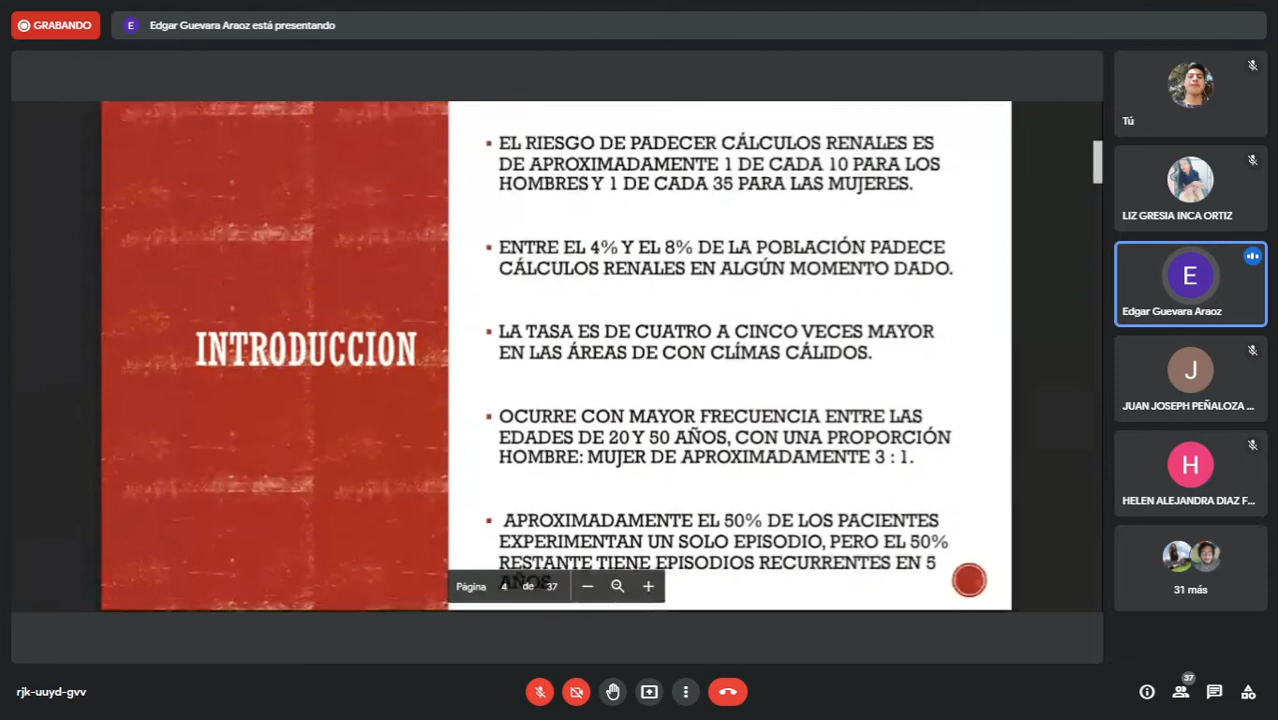 GRABANDO
E
Edgar Guevara Araoz está presentando
INTRODUCCION
▪ EL RIESGO DE PADECER CÁLCULOS RENALES ES
DE APROXIMADAMENTE 1 DE CADA 10 PARA LOS
HOMBRES Y 1 DE CADA 35 PARA LAS MUJERES.
▪ ENTRE EL 4% Y EL 8% DE LA POBLACIÓN PADECE
CÁLCULOS RENALES EN ALGÚN MOMENTO DADO.
▪ LA TASA ES DE CUATRO A CINCO VECES MAYOR
EN LAS ÁREAS DE CON CLÍMAS CÁLIDOS.
▪ OCURRE CON MAYOR FRECUENCIA ENTRE LAS
EDADES DE 20 Y 50 AÑOS, CON UNA PROPORCIÓN
HOMBRE: MUJER DE APROXIMADAMENTE 3 : 1.
▪ APROXIMADAMENTE EL 50% DE LOS PACIENTES
EXPERIMENTAN UN SOLO EPISODIO, PERO EL 50%
RESTANTE TIENE EPISODIOS RECURRENTES EN 5
AÑOS.
Página 4 de 37
Tú
LIZ GRESIA INCA ORTIZ
E
Edgar Guevara Araoz
J
JUAN JOSEPH PEÑALOZA ...
H
HELEN ALEJANDRA DIAZ F...
31 más
rjk-uuyd-gvv
37